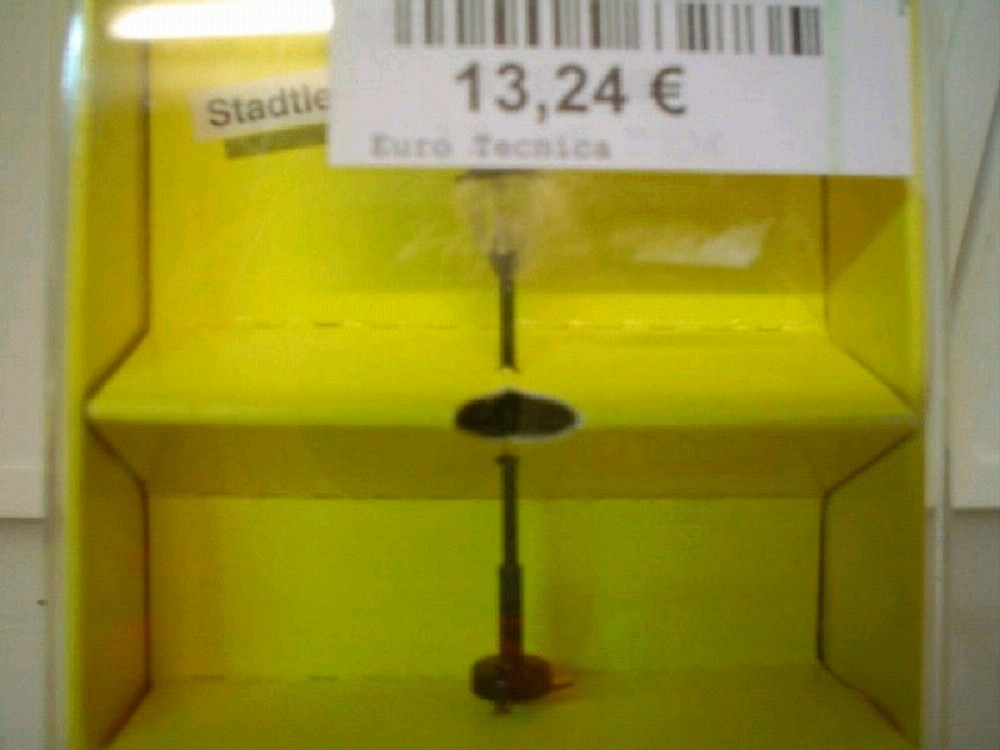 13,24 €
Stadtle
Euro Tecnica